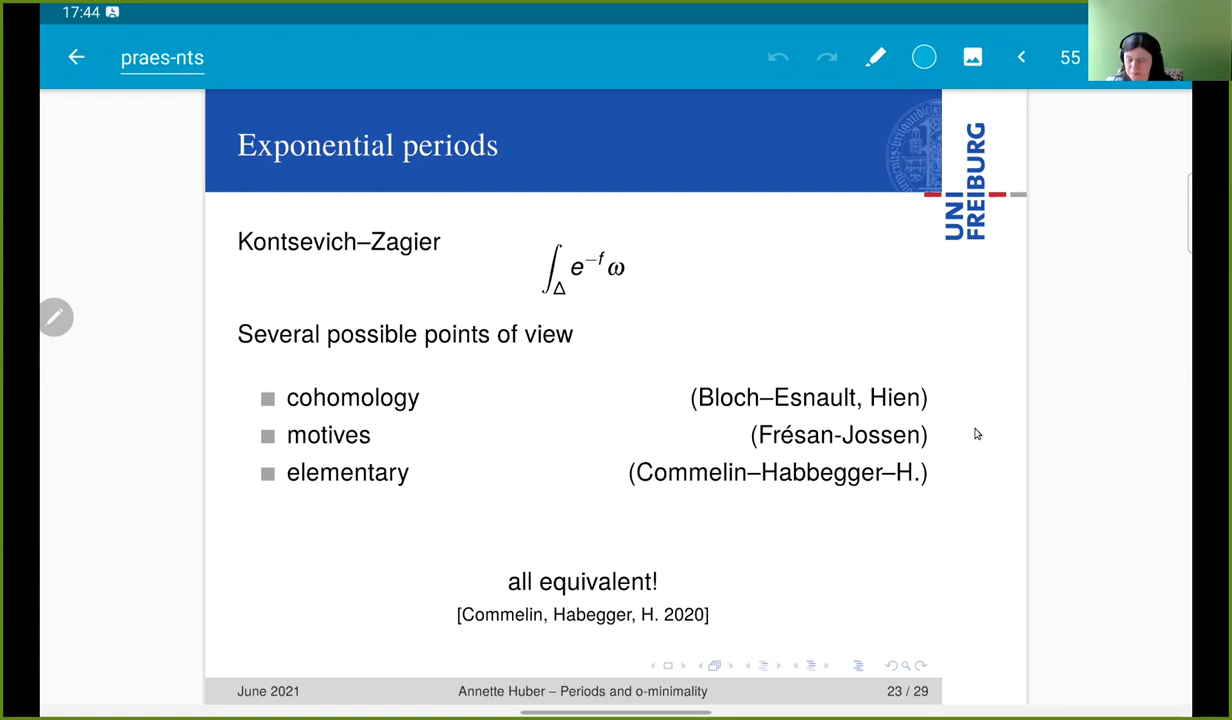 17:44
praes-nts
55
Exponential periods
UNI
FREIBURG
Kontsevich–Zagier
∫_Δ e^{−f} ω
Several possible points of view
cohomology (Bloch–Esnault, Hien)
motives (Frésan-Jossen)
elementary (Commelin–Habbegger–H.)
all equivalent!
[Commelin, Habegger, H. 2020]
June 2021 Annette Huber – Periods and o-minimality 23 / 29